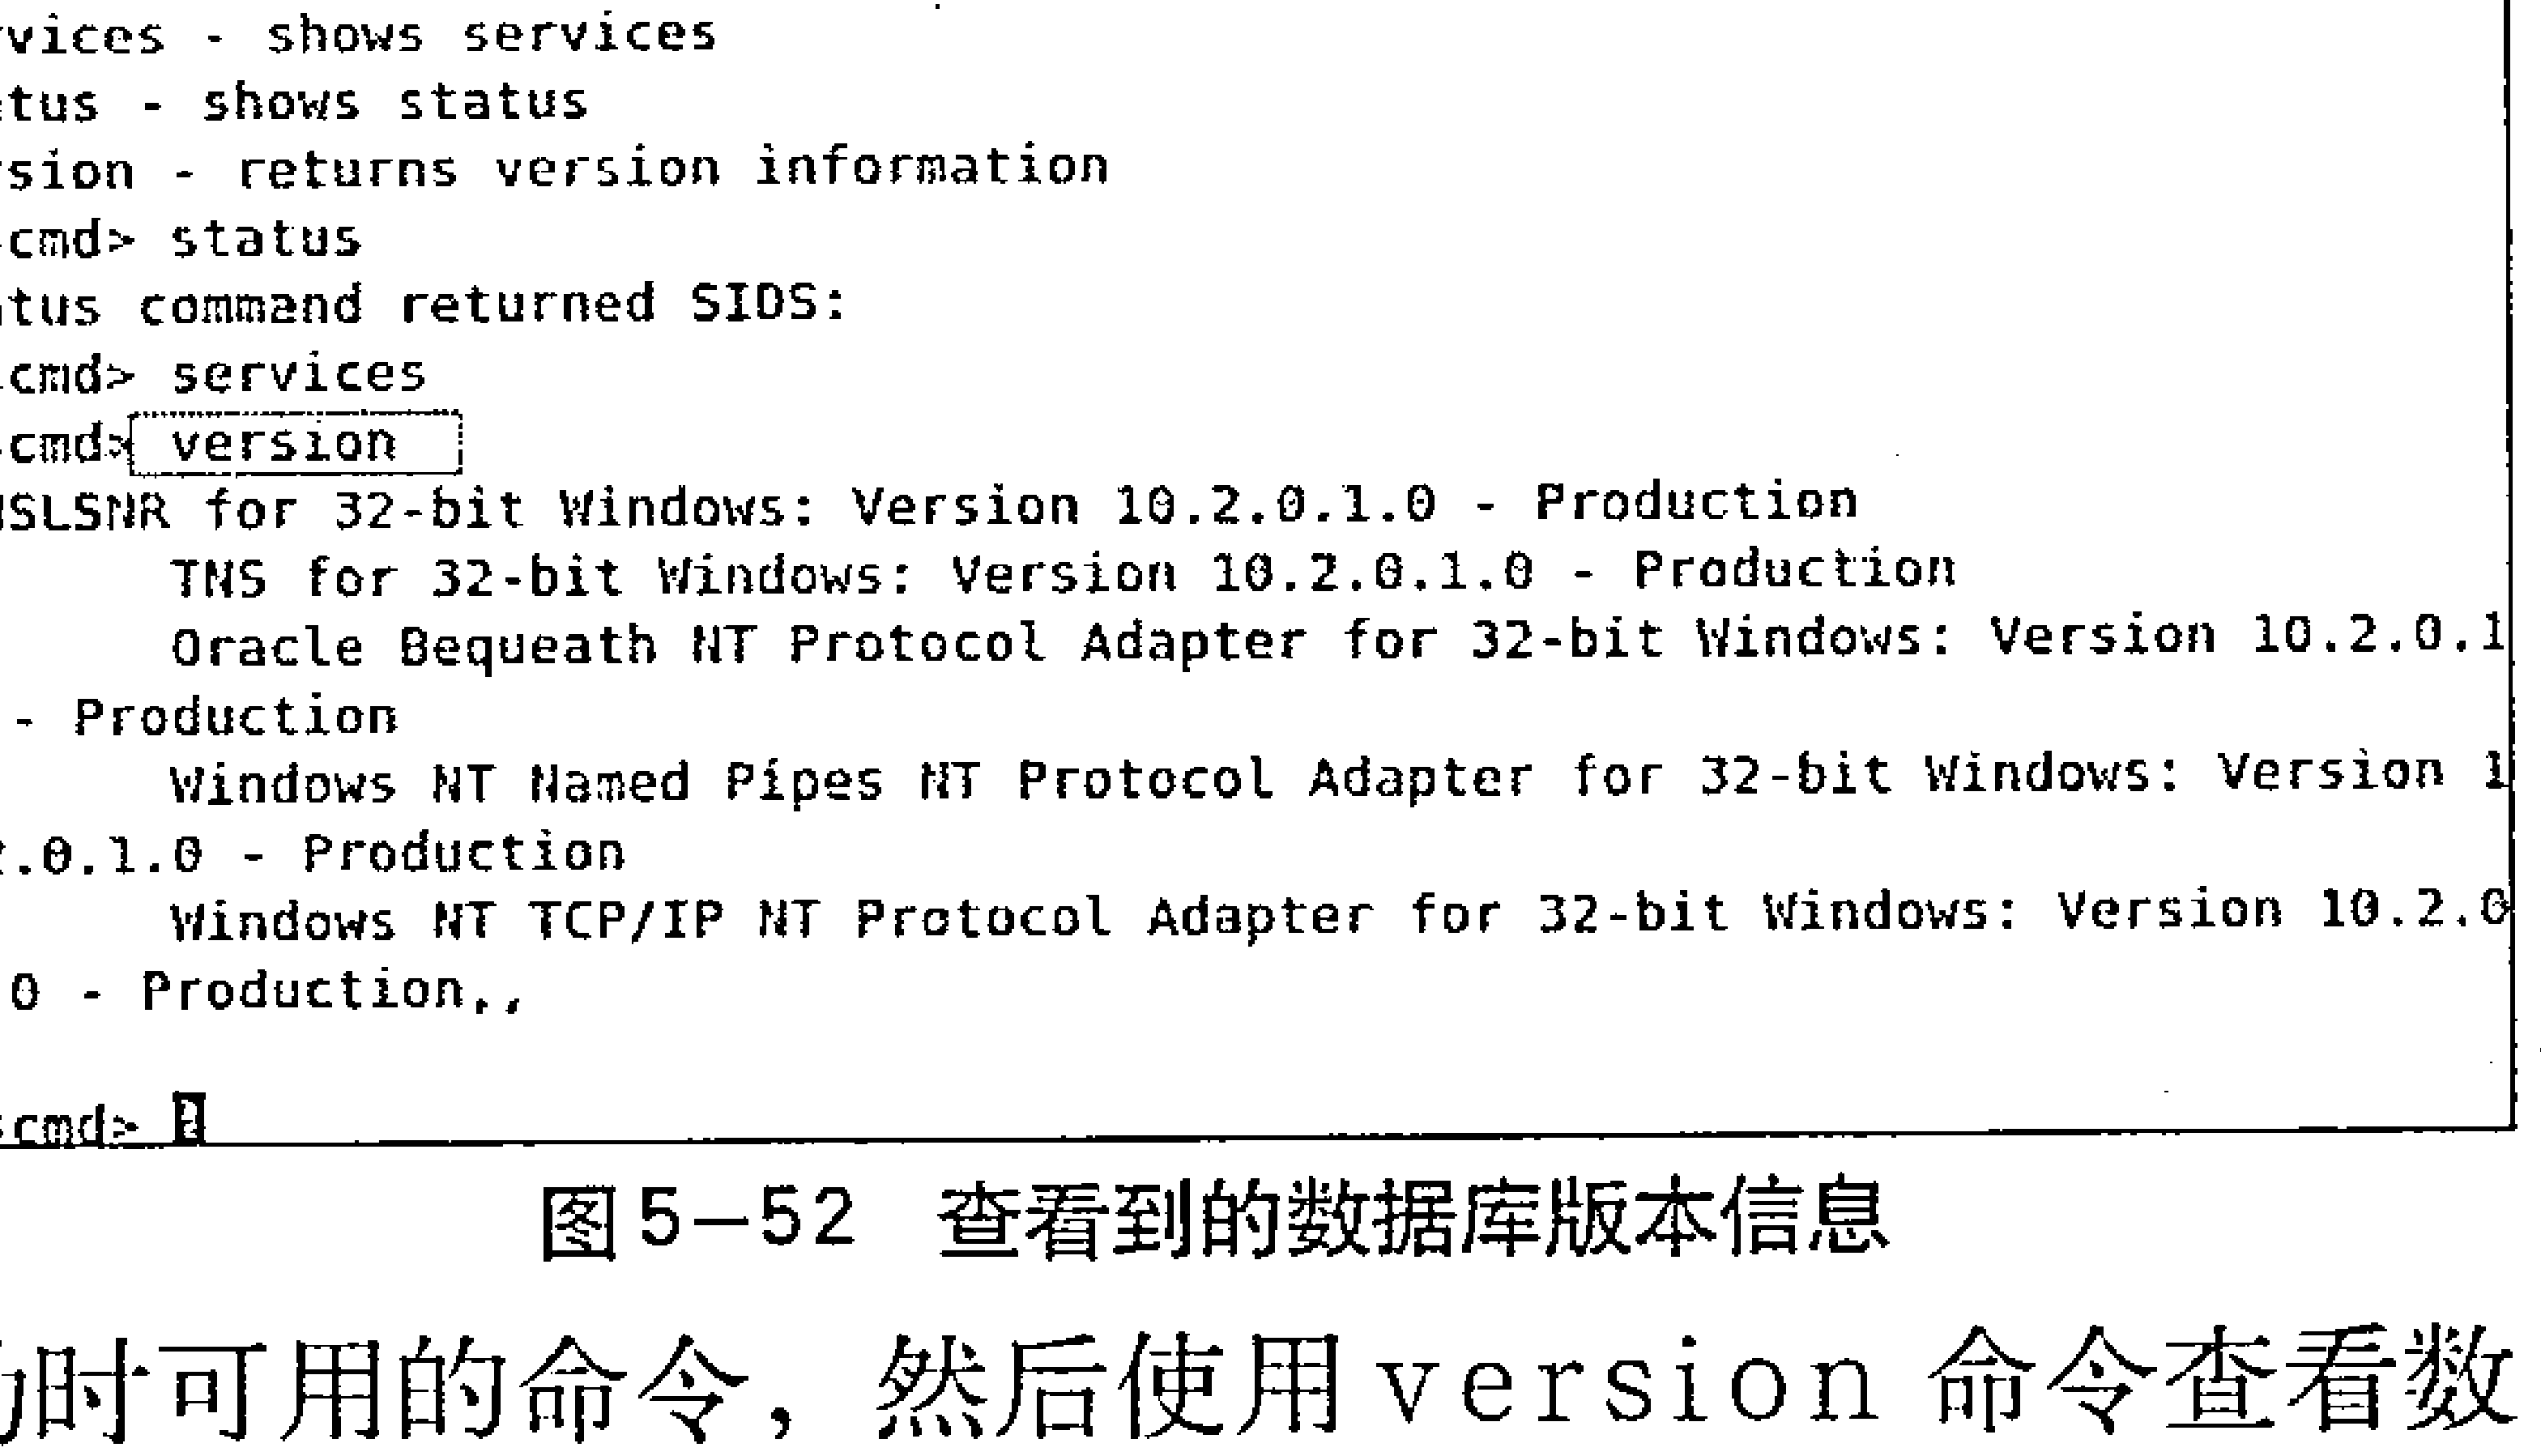 vices - shows services
tus - shows status
sion - returns version information
cmd> status
tus command returned SIDS:
cmd> services
cmd> version
SLSNR for 32-bit Windows: Version 10.2.0.1.0 - Production
TNS for 32-bit Windows: Version 10.2.0.1.0 - Production
Oracle Bequeath NT Protocol Adapter for 32-bit Windows: Version 10.2.0.1
- Production
Windows NT Named Pipes NT Protocol Adapter for 32-bit Windows: Version 1
.0.1.0 - Production
Windows NT TCP/IP NT Protocol Adapter for 32-bit Windows: Version 10.2.0
0 - Production,,
cmd>
图5-52 查看到的数据库版本信息
时可用的命令，然后使用version 命令查看数